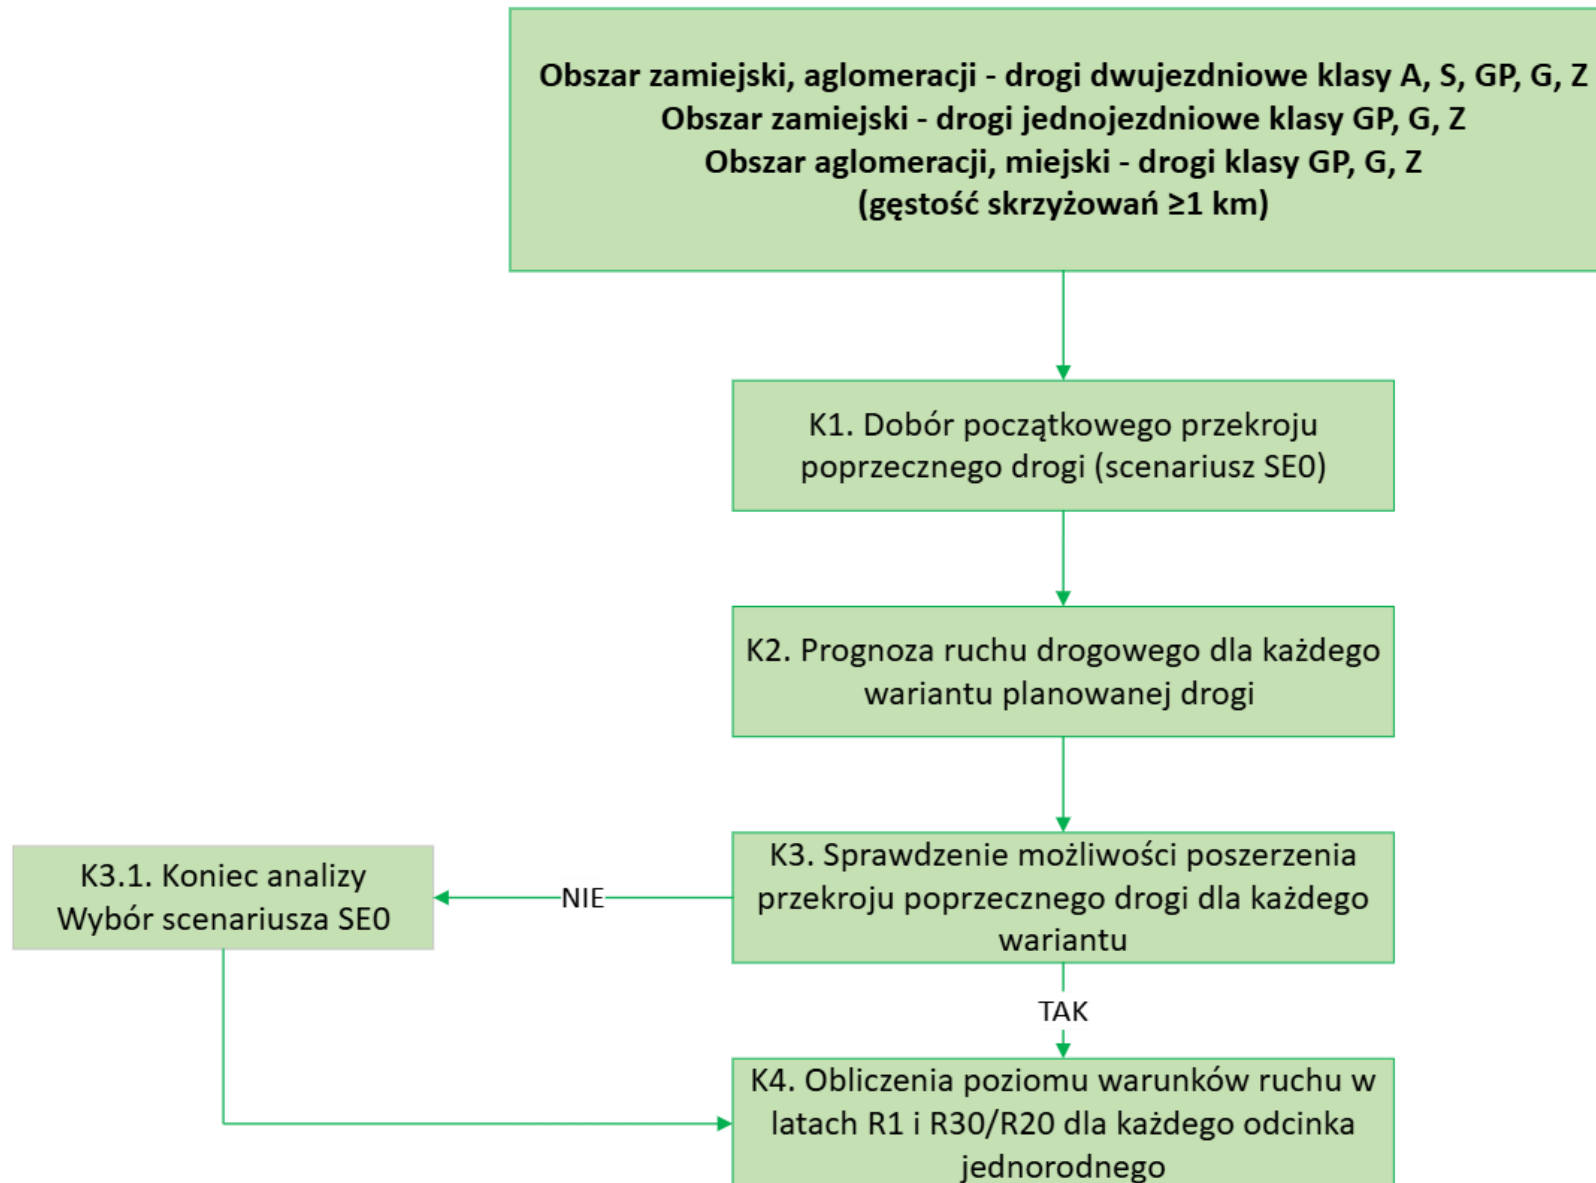 Obszar zamiejski, aglomeracji - drogi dwujezdniowe klasy A, S, GP, G, Z
Obszar zamiejski - drogi jednojezdniowe klasy GP, G, Z
Obszar aglomeracji, miejski - drogi klasy GP, G, Z
(gęstość skrzyżowań ≥1 km)
K1. Dobór początkowego przekroju
poprzecznego drogi (scenariusz SE0)
K2. Prognoza ruchu drogowego dla każdego
wariantu planowanej drogi
K3. Sprawdzenie możliwości poszerzenia
przekroju poprzecznego drogi dla każdego
wariantu
NIE
K3.1. Koniec analizy
Wybór scenariusza SE0
TAK
K4. Obliczenia poziomu warunków ruchu w
latach R1 i R30/R20 dla każdego odcinka
jednorodnego